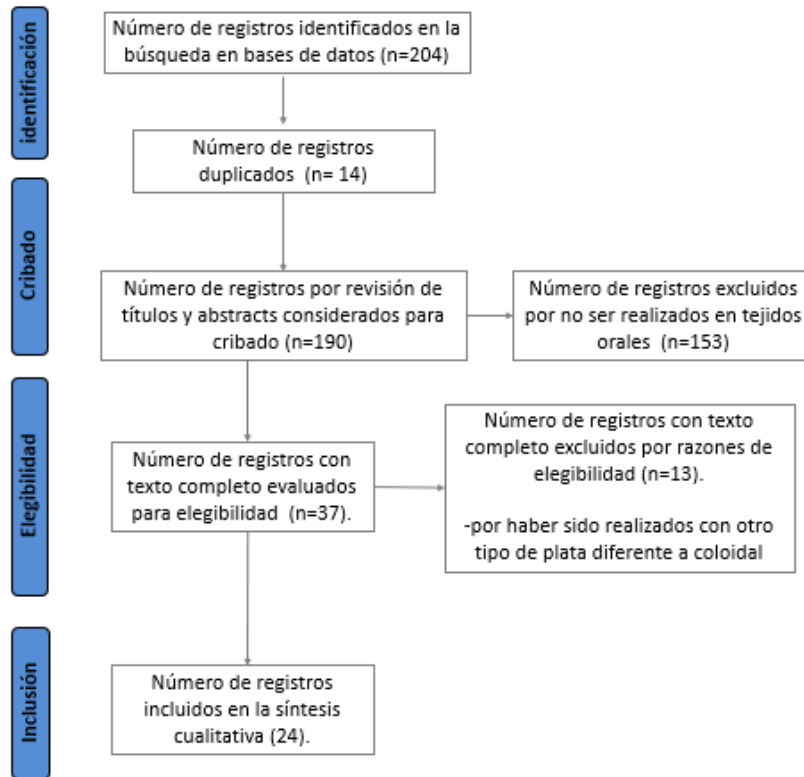 identificación
Número de registros identificados en la
búsqueda en bases de datos (n=204)
Número de registros
duplicados (n= 14)
Cribado
Número de registros por revisión de
títulos y abstracts considerados para
cribado (n=190)
Número de registros excluidos
por no ser realizados en tejidos
orales (n=153)
Elegibilidad
Número de registros con
texto completo evaluados
para elegibilidad (n=37).
Número de registros con texto
completo excluidos por razones de
elegibilidad (n=13).
-por haber sido realizados con otro
tipo de plata diferente a coloidal
Inclusión
Número de registros
incluidos en la síntesis
cualitativa (24).